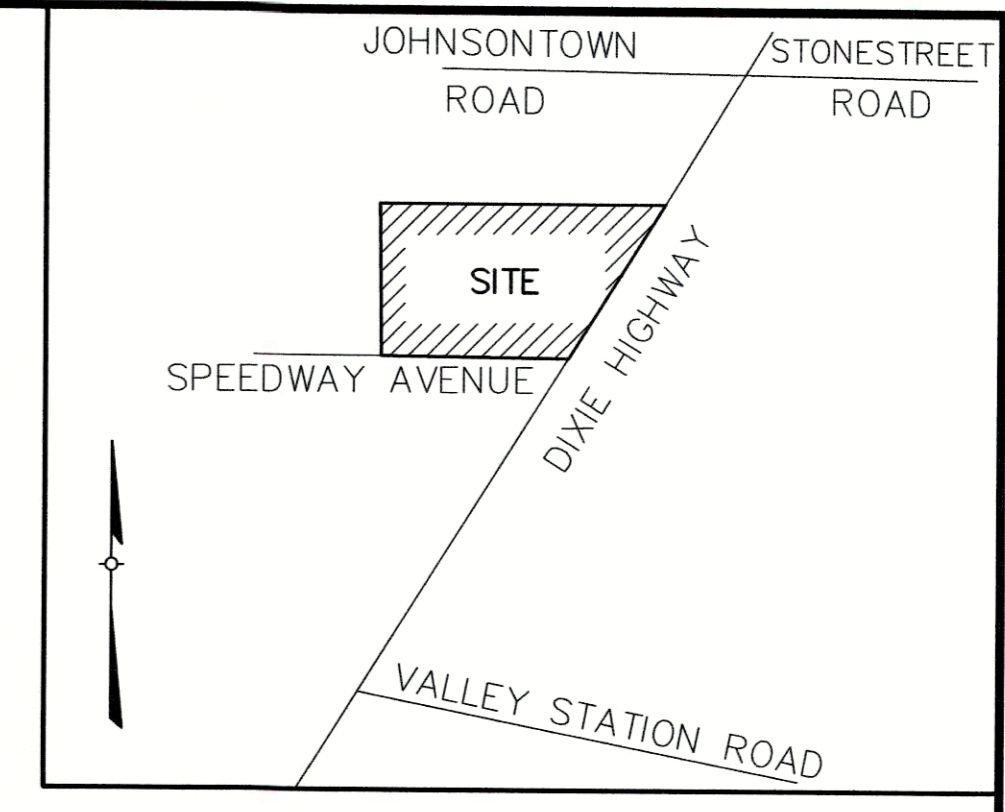 JOHNSONTOWN
ROAD
STONESTREET
ROAD
SITE
SPEEDWAY AVENUE
DIXIE HIGHWAY
VALLEY STATION ROAD